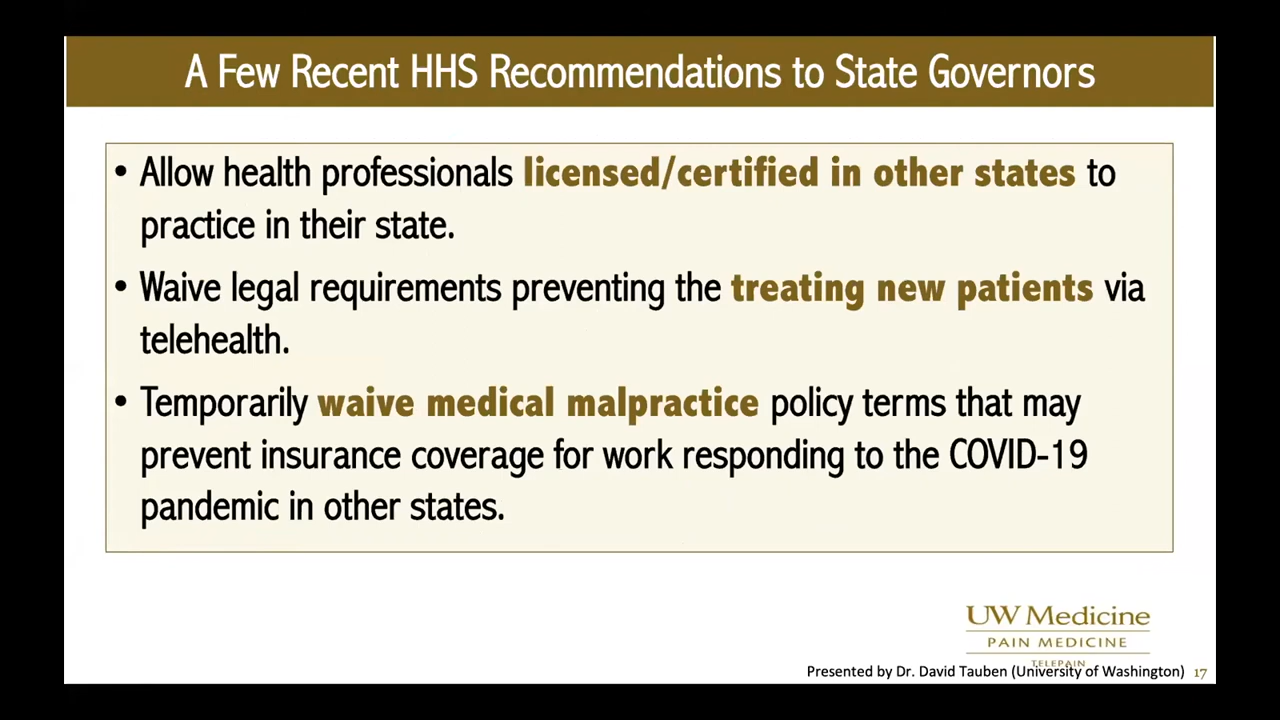 A Few Recent HHS Recommendations to State Governors
• Allow health professionals licensed/certified in other states to
practice in their state.
• Waive legal requirements preventing the treating new patients via
telehealth.
• Temporarily waive medical malpractice policy terms that may
prevent insurance coverage for work responding to the COVID-19
pandemic in other states.
UW Medicine
PAIN MEDICINE
TELEPAIN
Presented by Dr. David Tauben (University of Washington) 17